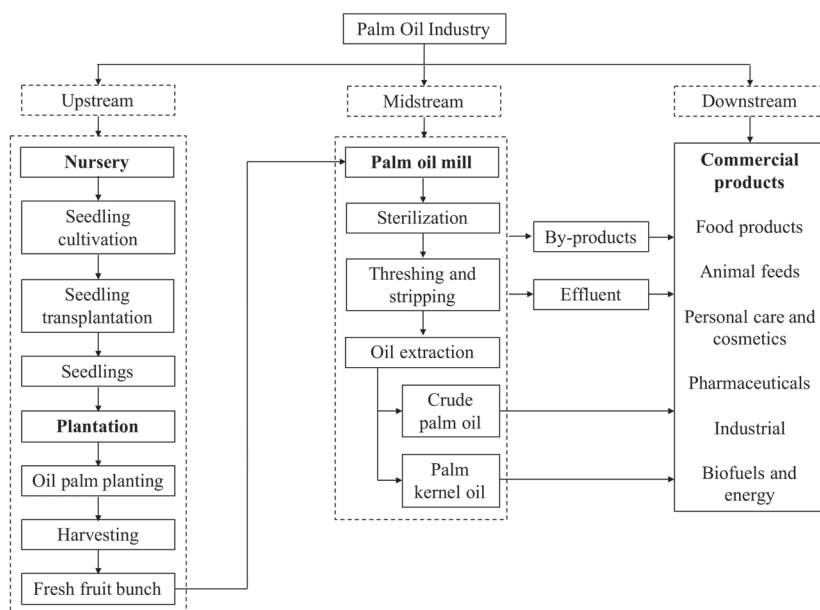 Palm Oil Industry
Upstream
Midstream
Downstream
Nursery
Seedling
cultivation
Seedling
transplantation
Seedlings
Plantation
Oil palm planting
Harvesting
Fresh fruit bunch
Palm oil mill
Sterilization
Threshing and
stripping
Oil extraction
Crude
palm oil
Palm
kernel oil
By-products
Effluent
Commercial
products
Food products
Animal feeds
Personal care and
cosmetics
Pharmaceuticals
Industrial
Biofuels and
energy